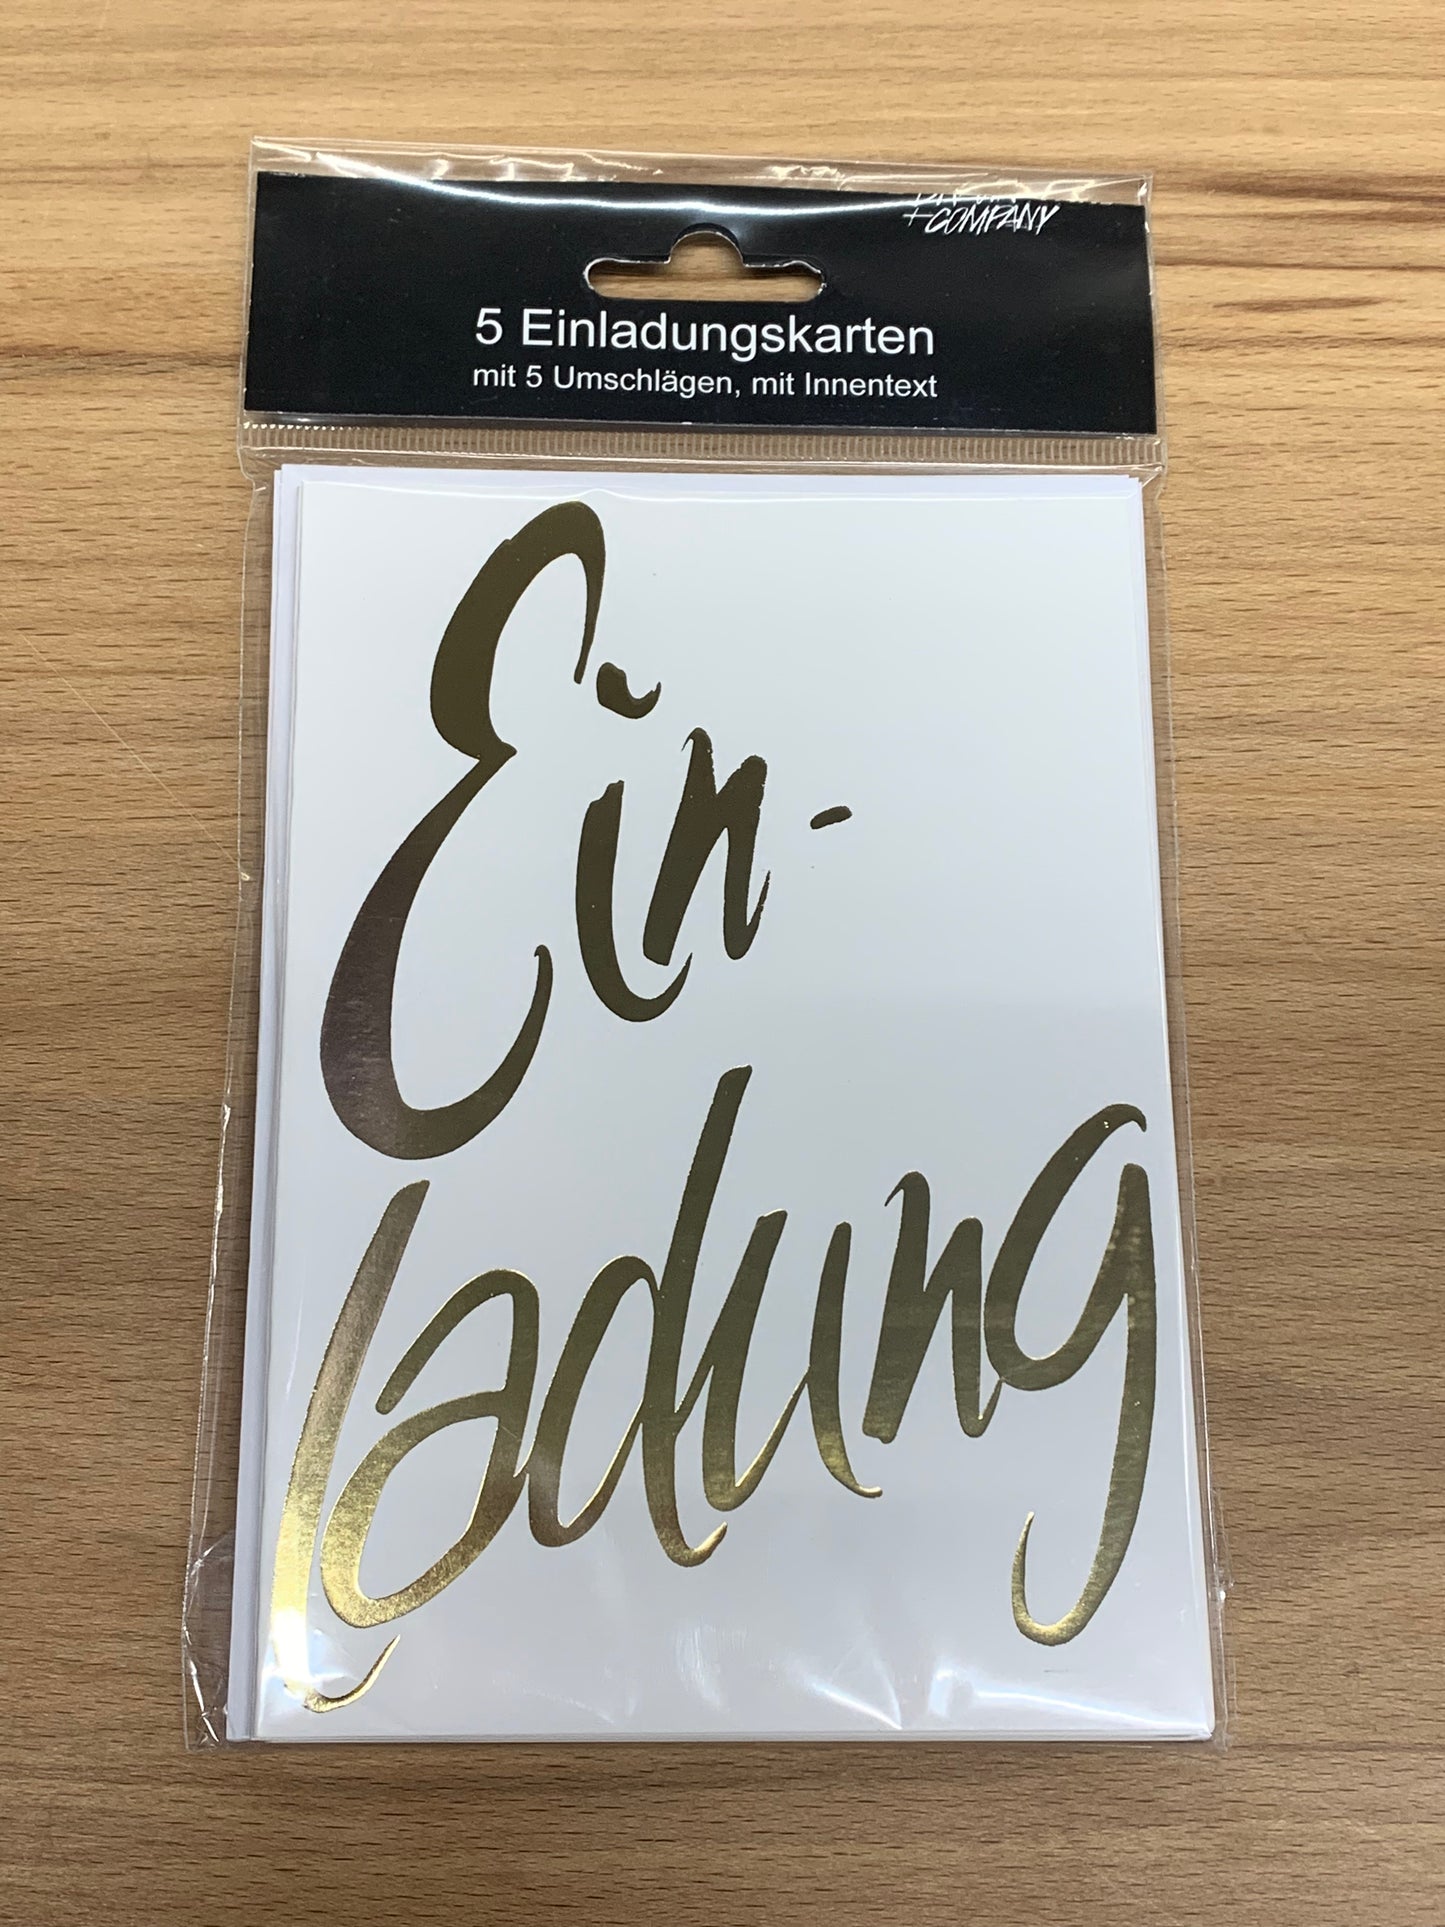 +COMPANY
5 Einladungskarten
mit 5 Umschlägen, mit Innentext
Ein-
ladung